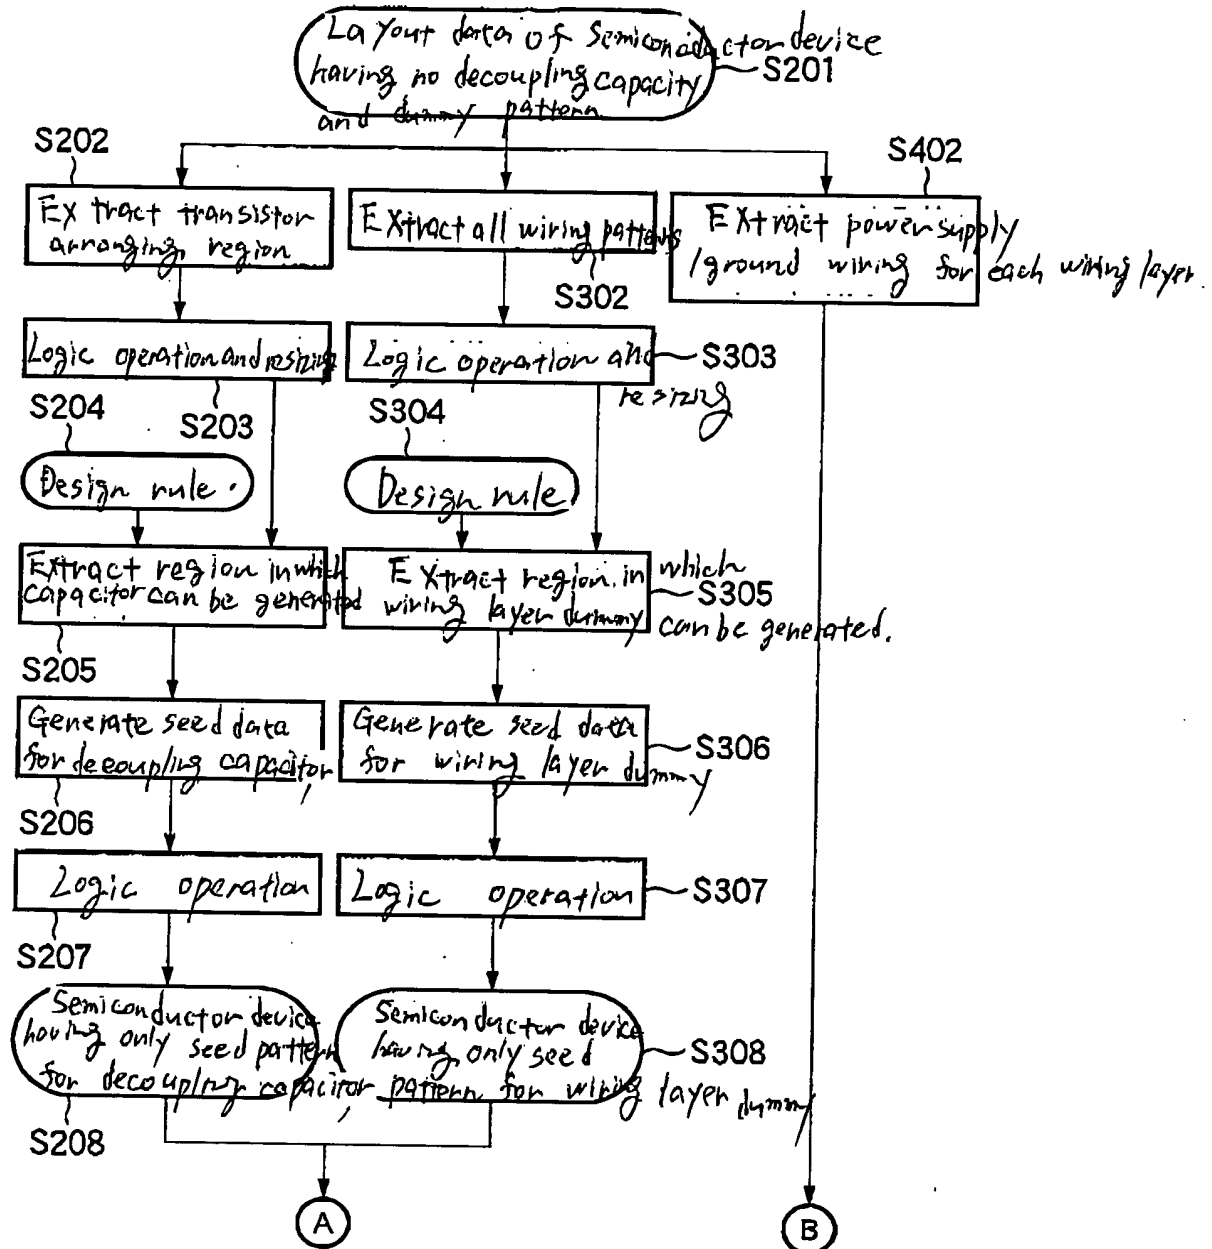 Layout data of Semiconductor device
having no decoupling capacity
and dummy pattern
S201
S202
S402
Extract transistor
arranging region
Extract all wiring patterns
S302
Extract power supply
/ground wiring for each wiring layer.
Logic operation and resizing
S203
Logic operation and
resizing
S303
S204
S304
Design rule.
Design rule
Extract region in which
capacitor can be generated
S205
Extract region in which
wiring layer dummy can be generated.
S305
Generate seed data
for decoupling capacitor,
S206
Generate seed data
for wiring layer dummy
S306
Logic operation
S207
Logic operation
S307
Semiconductor device
having only seed pattern
for decoupling capacitor,
S208
Semiconductor device
having only seed
pattern for wiring layer dummy
S308
A
B